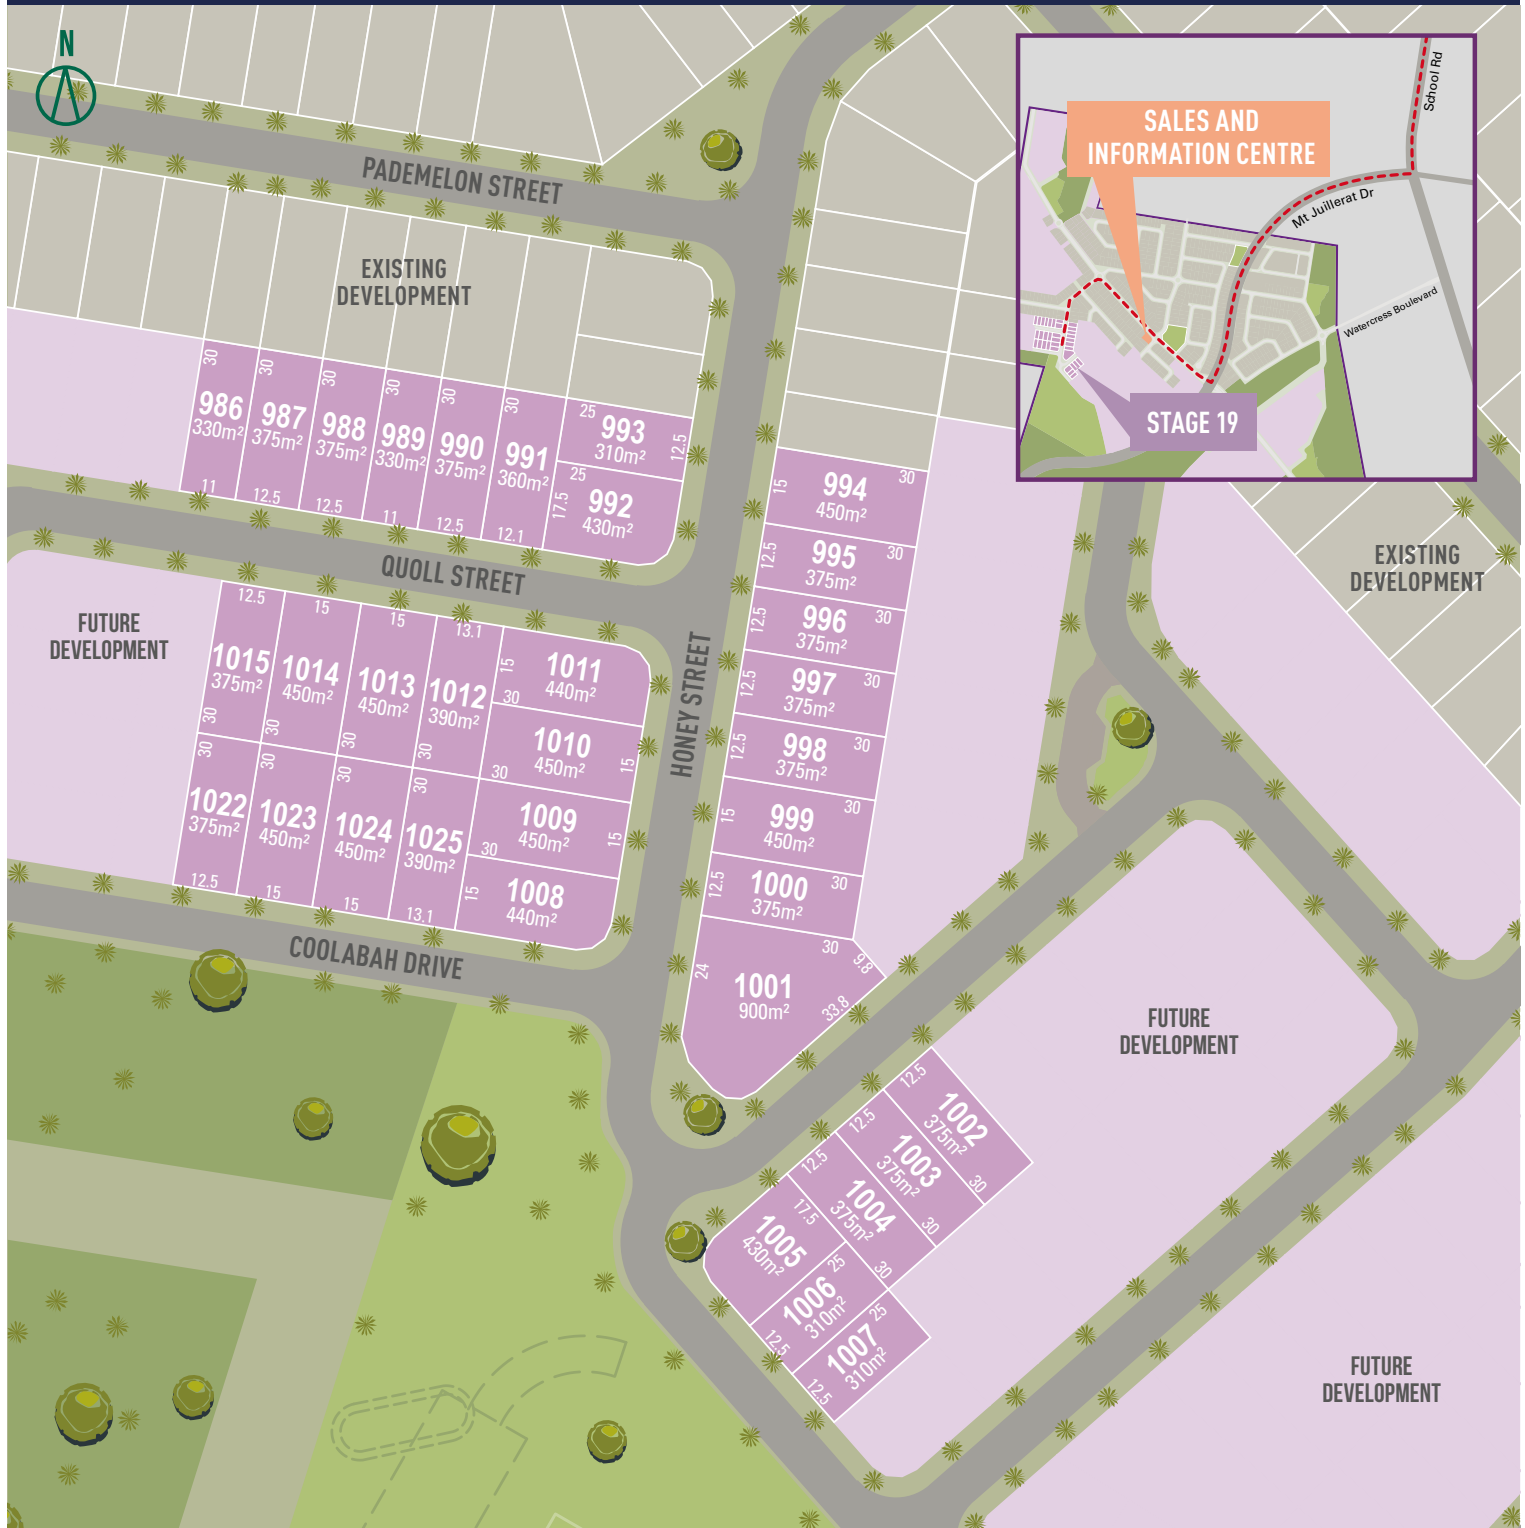 N
SALES AND
INFORMATION CENTRE
School Rd
Mt Juillerat Dr
Watercress Boulevard
STAGE 19
PADEMELON STREET
EXISTING
DEVELOPMENT
30
986
330m²
11
30
987
375m²
12.5
30
988
375m²
12.5
30
989
330m²
11
30
990
375m²
12.5
30
991
360m²
12.1
25
993
310m²
12.5
25
992
430m²
17.5
QUOLL STREET
EXISTING
DEVELOPMENT
FUTURE
DEVELOPMENT
12.5
1015
375m²
30
15
1014
450m²
30
15
1013
450m²
30
13.1
1012
390m²
30
15
1011
440m²
30
1010
450m²
15
30
1009
450m²
15
30
1008
440m²
15
30
1022
375m²
12.5
30
1023
450m²
15
30
1024
450m²
15
30
1025
390m²
13.1
HONEY STREET
30
994
450m²
15
30
995
375m²
12.5
30
996
375m²
12.5
30
997
375m²
12.5
30
998
375m²
12.5
30
999
450m²
15
30
1000
375m²
12.5
30
9.8
1001
900m²
24
33.8
COOLABAH DRIVE
FUTURE
DEVELOPMENT
12.5
1002
375m²
30
12.5
1003
375m²
30
12.5
1004
375m²
30
17.5
1005
430m²
25
1006
310m²
12.5
25
1007
310m²
12.5
FUTURE
DEVELOPMENT